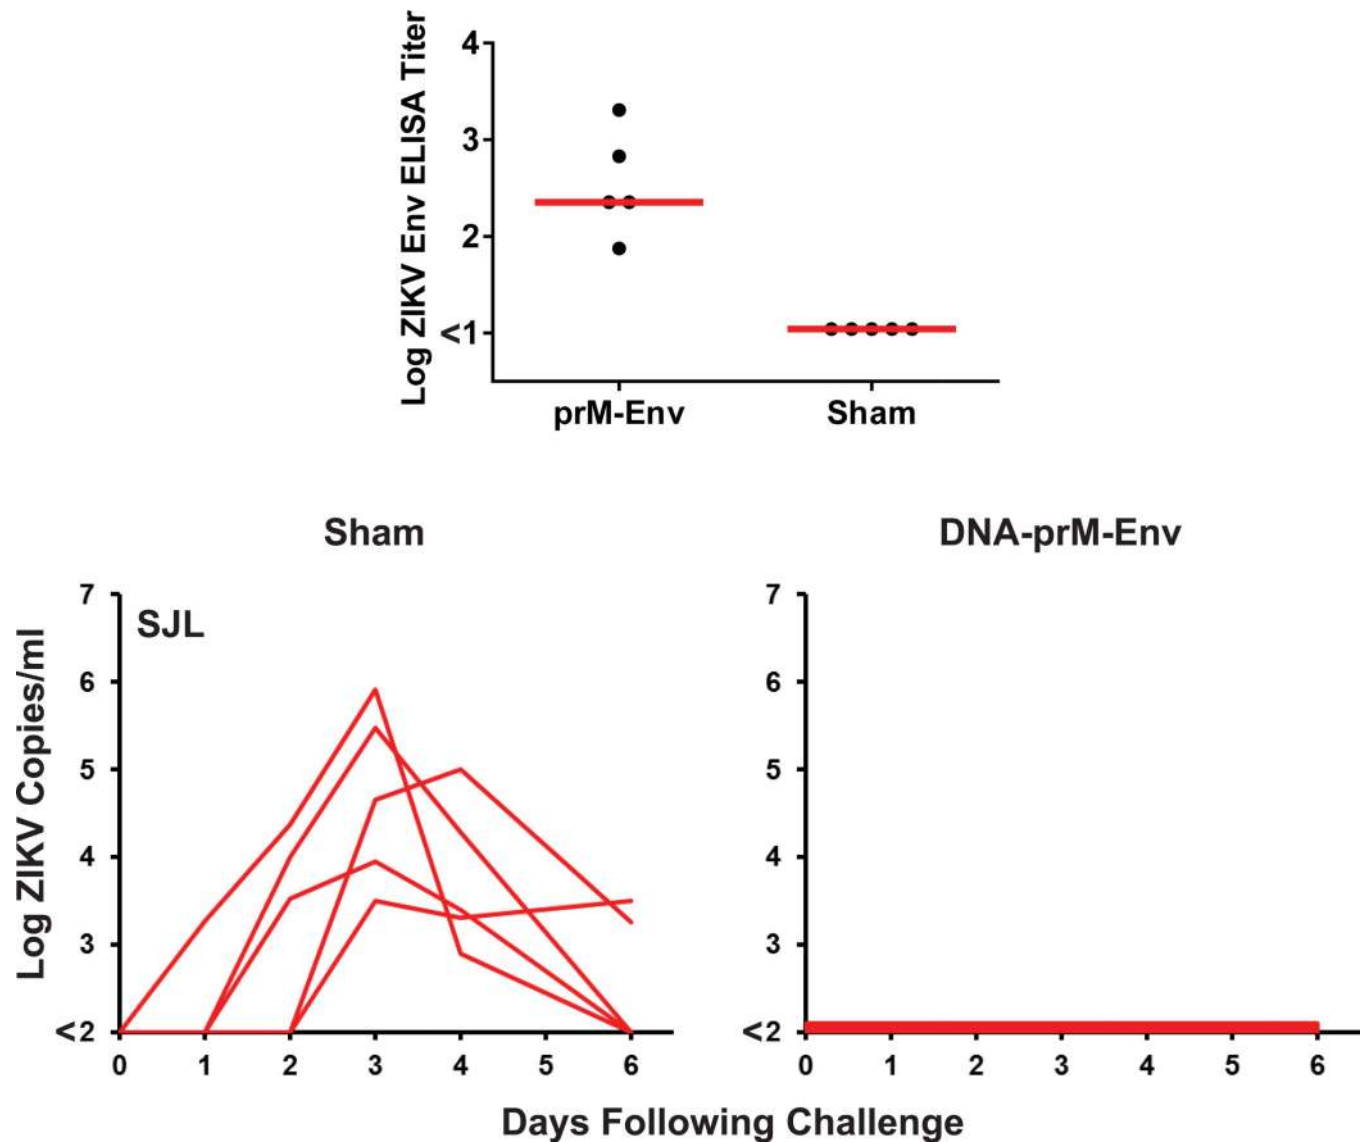 Log ZIKV Env ELISA Titer
4
3
2
<1
prM-Env Sham
Sham
DNA-prM-Env
Log ZIKV Copies/ml
SJL
7
6
5
4
3
<2
0 1 2 3 4 5 6
7
6
5
4
3
<2
0 1 2 3 4 5 6
Days Following Challenge